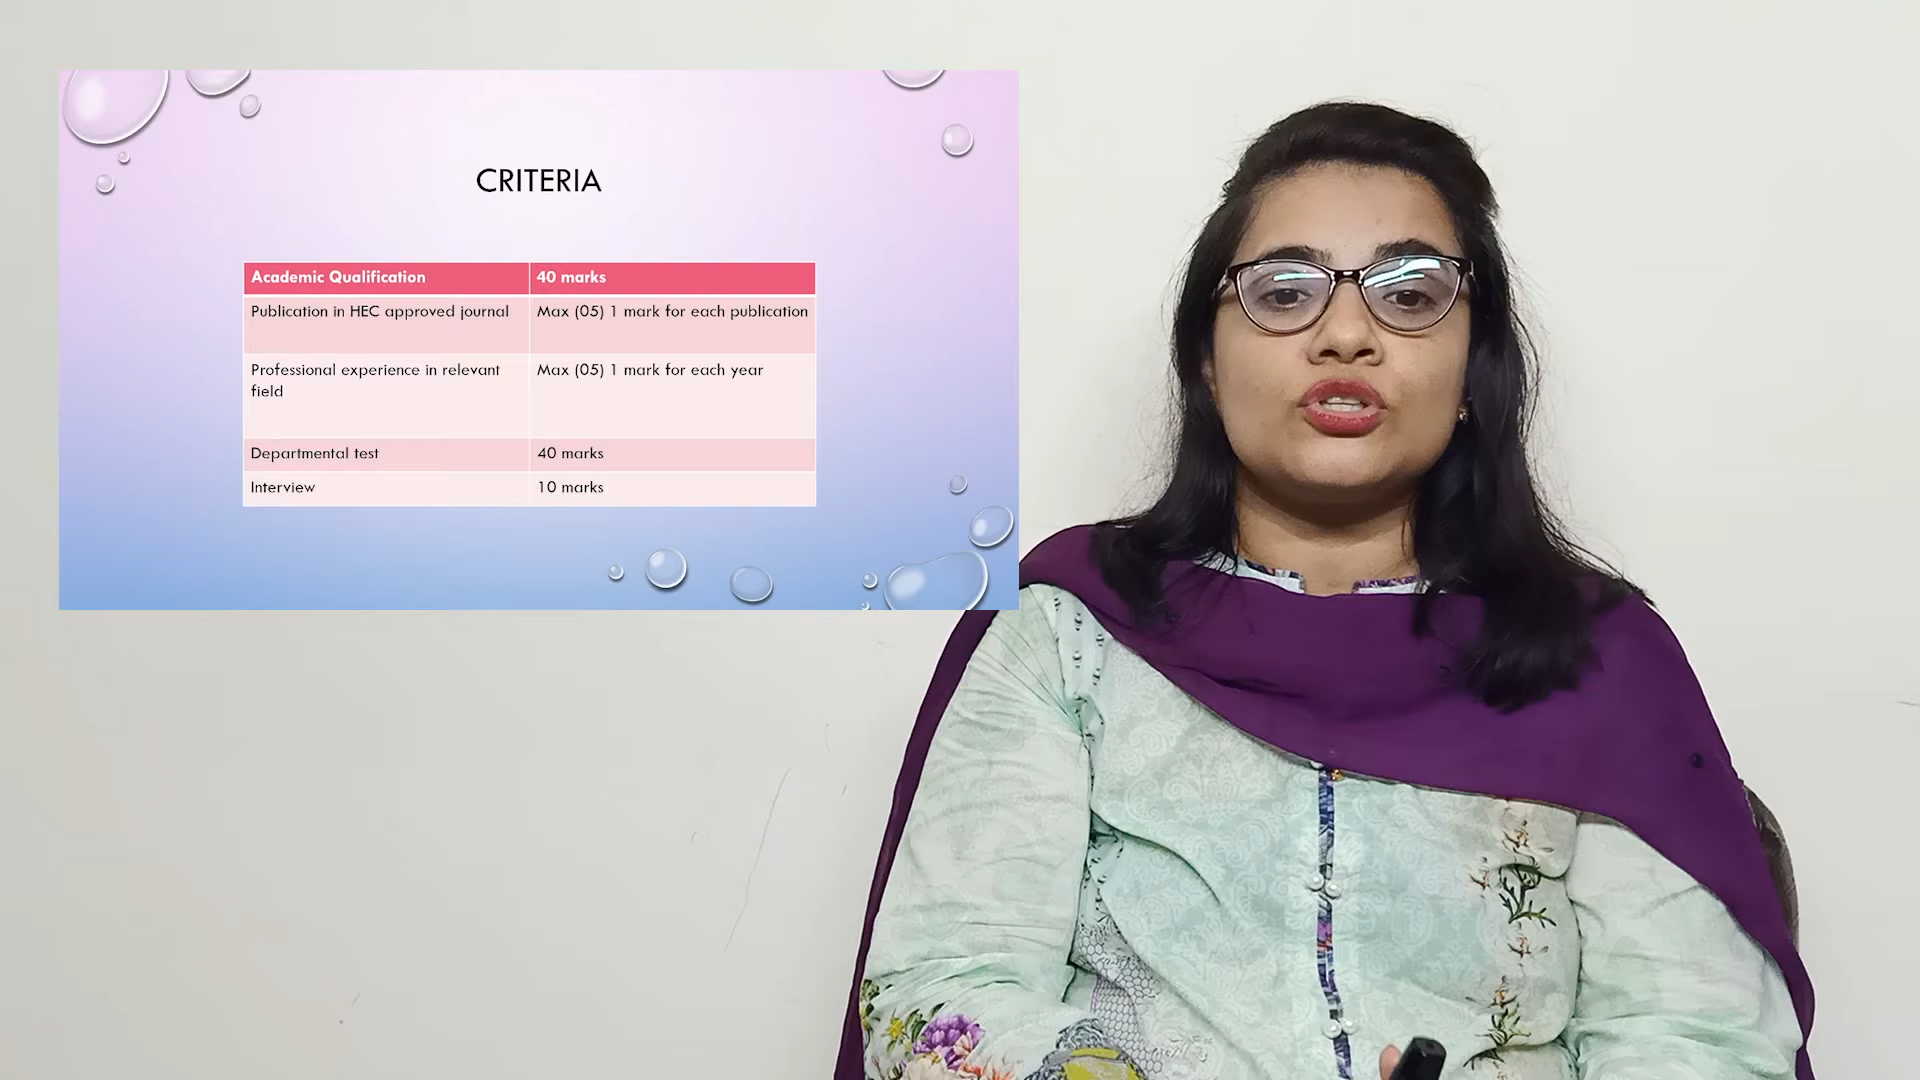 CRITERIA
Academic Qualification 40 marks
Publication in HEC approved journal Max (05) 1 mark for each publication
Professional experience in relevant Max (05) 1 mark for each year
field
Departmental test 40 marks
Interview 10 marks